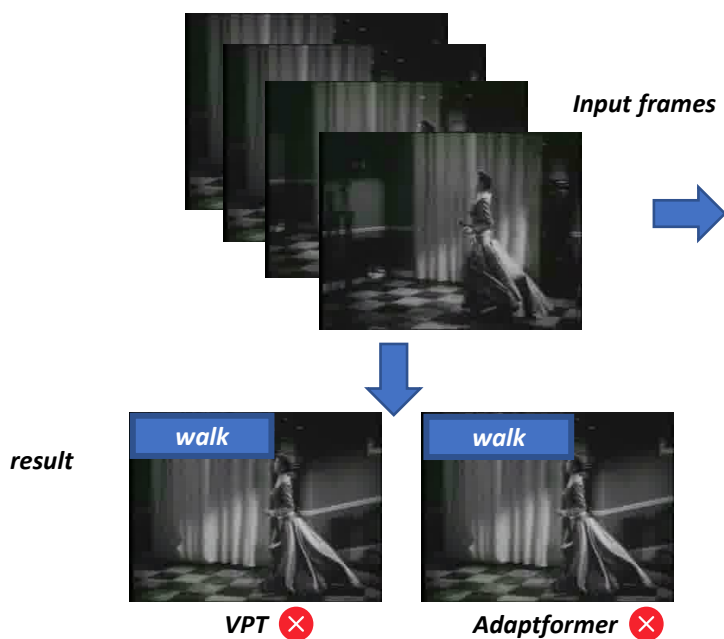 Input frames
walk
walk
result
VPT
Adaptformer